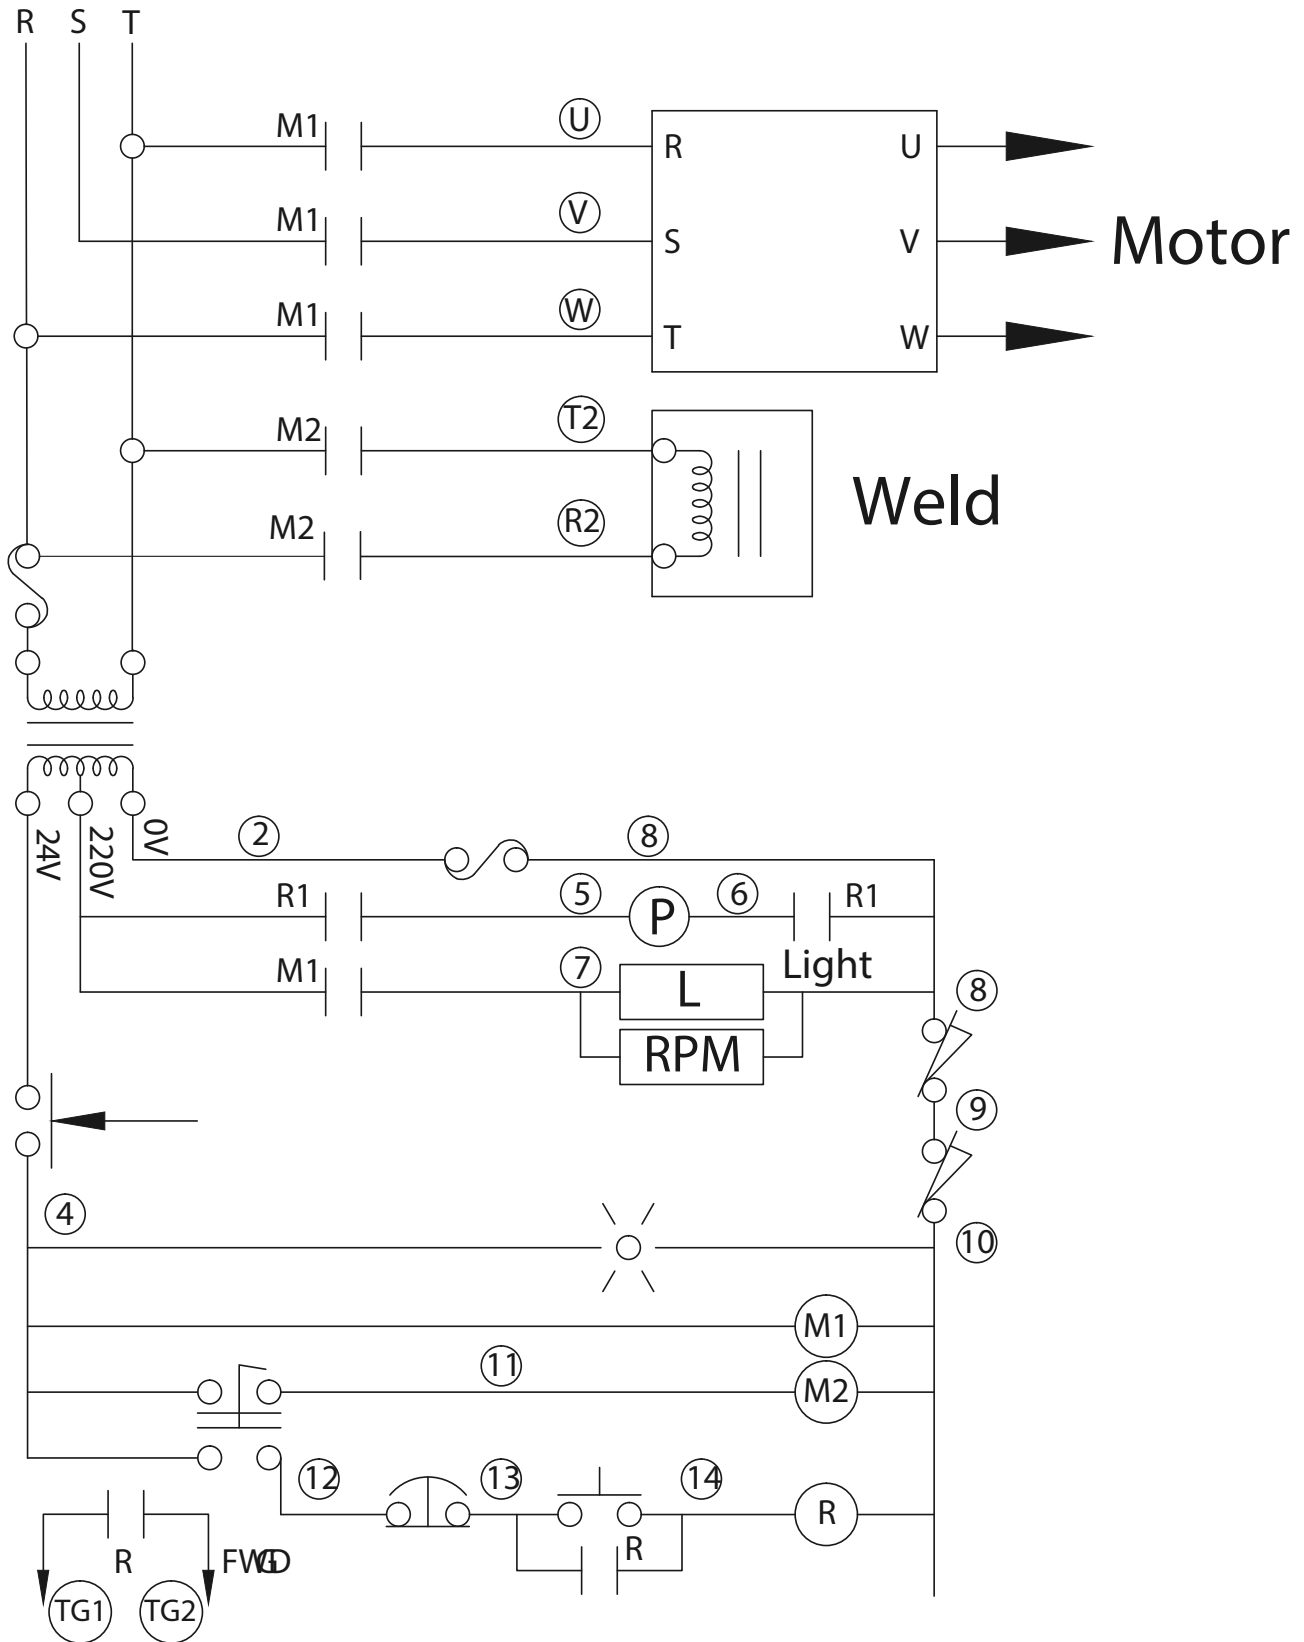 R S T
M1 U R U
M1 V S V Motor
M1 W T W
M2 T2
Weld
M2 R2
24V 220V 0V
2 8
R1 5 P 6 R1
Light
M1 7 L 8
RPM
9
4
10
M1
11
M2
12 13 14
R
R
R FWD
TG1 TG2